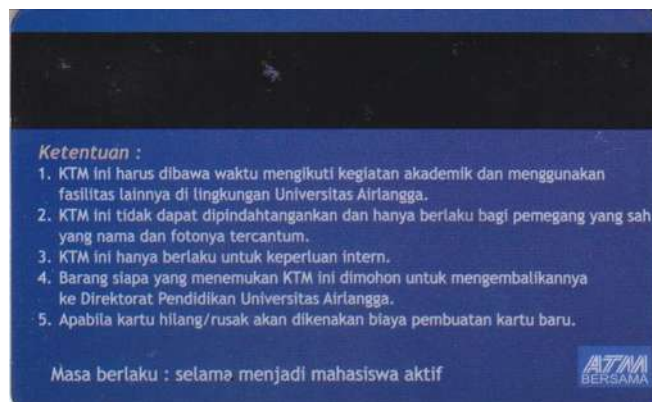 Ketentuan :
1. KTM ini harus dibawa waktu mengikuti kegiatan akademik dan menggunakan
fasilitas lainnya di lingkungan Universitas Airlangga.
2. KTM ini tidak dapat dipindahtangankan dan hanya berlaku bagi pemegang yang sah
yang nama dan fotonya tercantum.
3. KTM ini hanya berlaku untuk keperluan intern.
4. Barang siapa yang menemukan KTM ini dimohon untuk mengembalikannya
ke Direktorat Pendidikan Universitas Airlangga.
5. Apabila kartu hilang/rusak akan dikenakan biaya pembuatan kartu baru.
Masa berlaku : selama menjadi mahasiswa aktif
ATM
BERSAMA